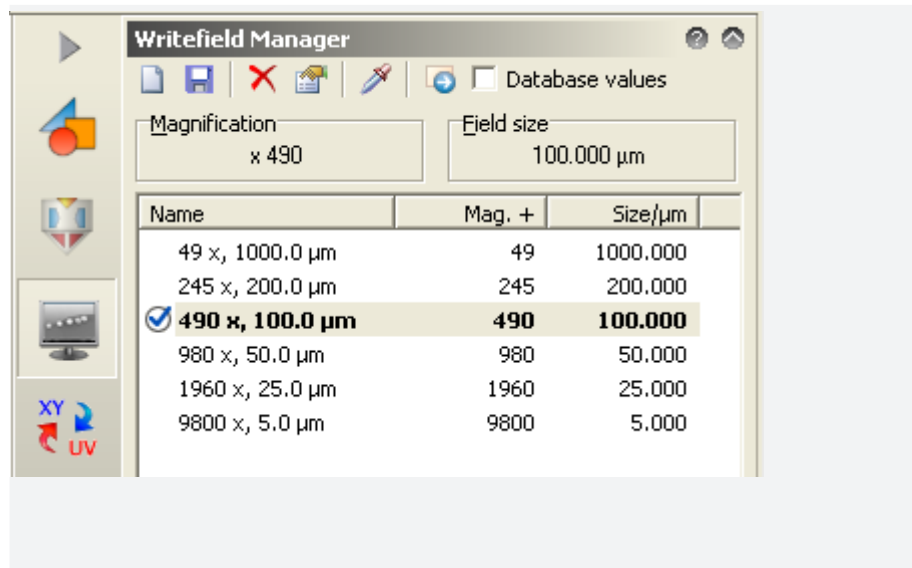 Writefield Manager
Database values
Magnification
Field size
x 490
100.000 µm
Name Mag. + Size/µm
49 x, 1000.0 µm 49 1000.000
245 x, 200.0 µm 245 200.000
490 x, 100.0 µm 490 100.000
980 x, 50.0 µm 980 50.000
1960 x, 25.0 µm 1960 25.000
9800 x, 5.0 µm 9800 5.000
XY
UV